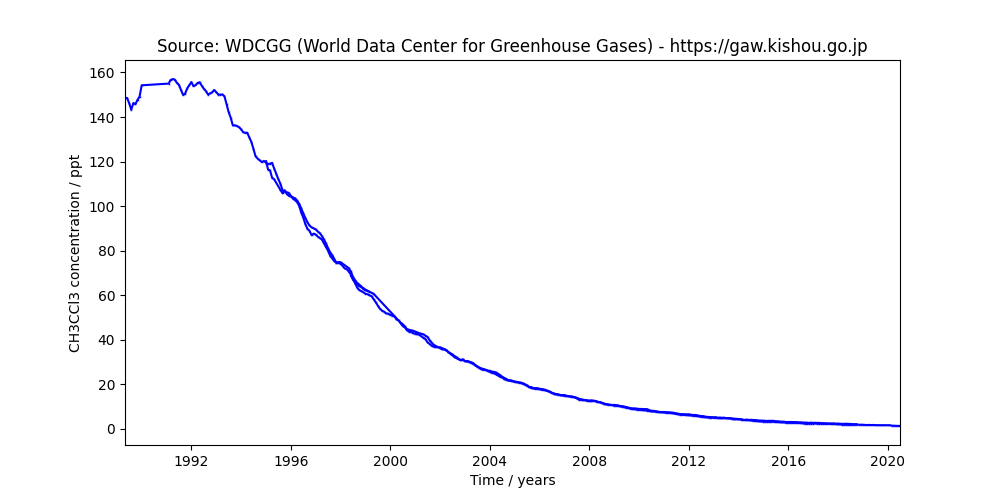 Source: WDCGG (World Data Center for Greenhouse Gases) - https://gaw.kishou.go.jp
160
140
120
100
80
60
40
20
0
CH3CCl3 concentration / ppt
1992 1996 2000 2004 2008 2012 2016 2020
Time / years